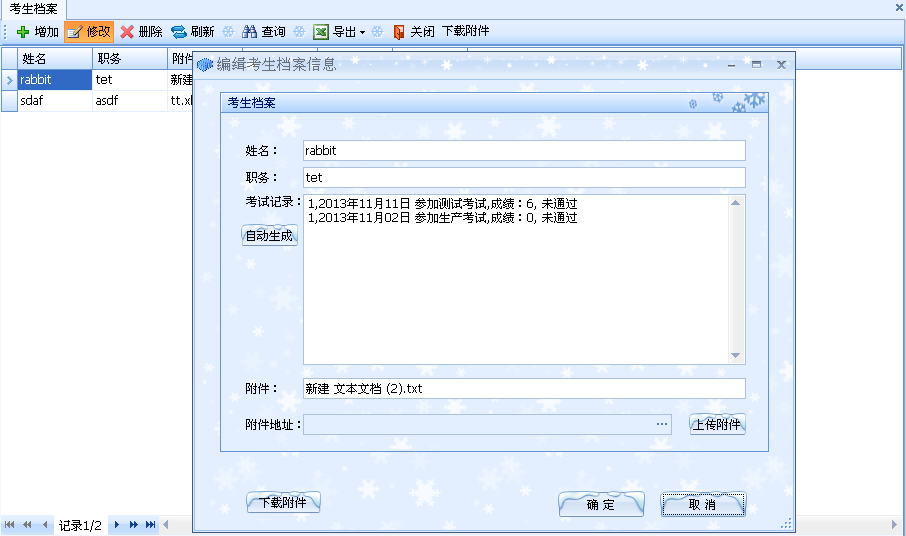 考生档案
增加 修改 删除 刷新 查询 导出 关闭 下载附件
姓名 职务 附件
rabbit tet 新建
sdaf asdf
编缉考生档案信息
考生档案
姓名： rabbit
职务： tet
考试记录： 1,2013年11月11日 参加测试考试,成绩：6, 未通过
1,2013年11月02日 参加生产考试,成绩：0, 未通过
自动生成
附件： 新建 文本文档 (2).txt
附件地址： ... 上传附件
下载附件 确 定 取 消
记录1/2